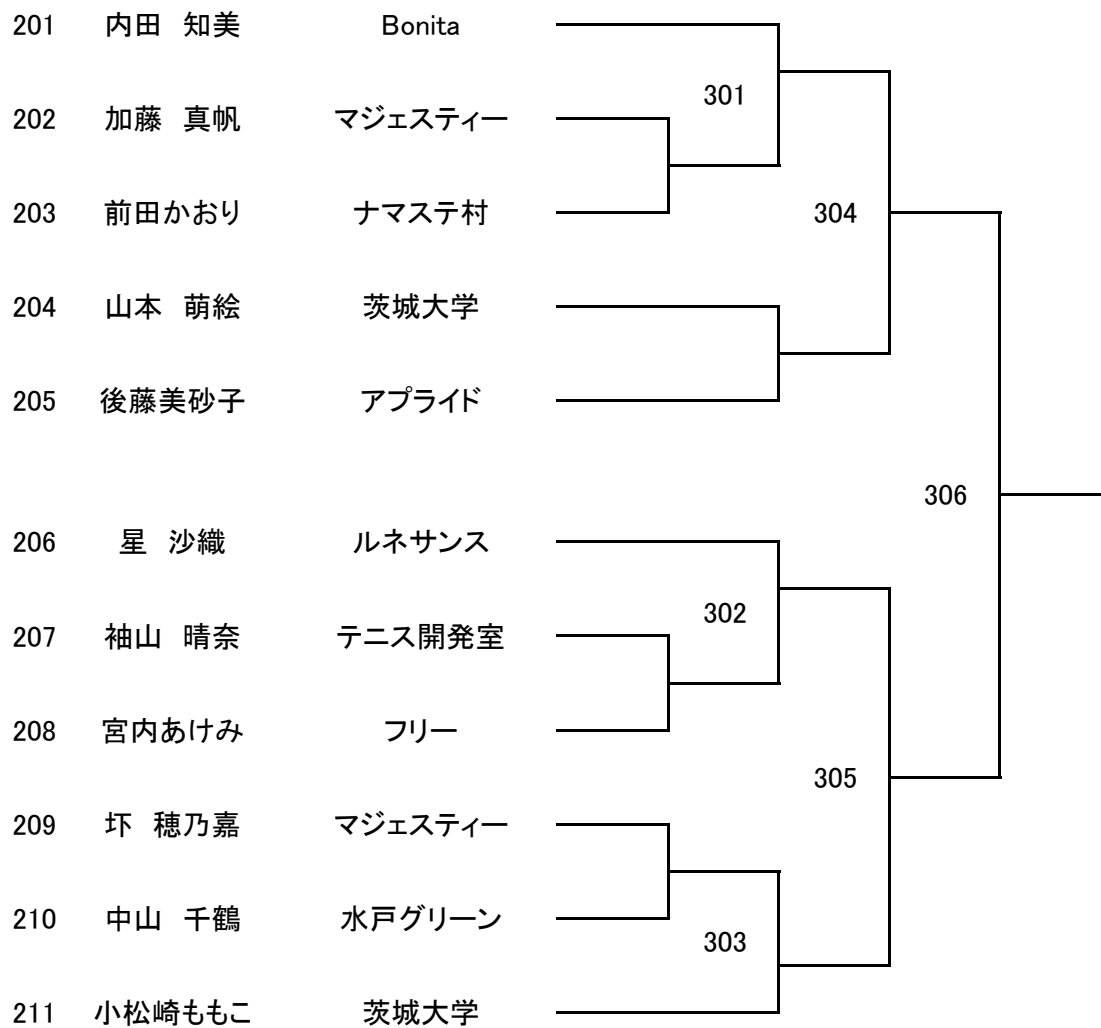 201 内田 知美 Bonita
301
202 加藤 真帆 マジェスティー
203 前田かおり ナマステ村 304
204 山本 萌絵 茨城大学
205 後藤美砂子 アプライド
306
206 星 沙織 ルネサンス
302
207 袖山 晴奈 テニス開発室
208 宮内あけみ フリー
305
209 圷 穂乃嘉 マジェスティー
210 中山 千鶴 水戸グリーン
303
211 小松崎ももこ 茨城大学